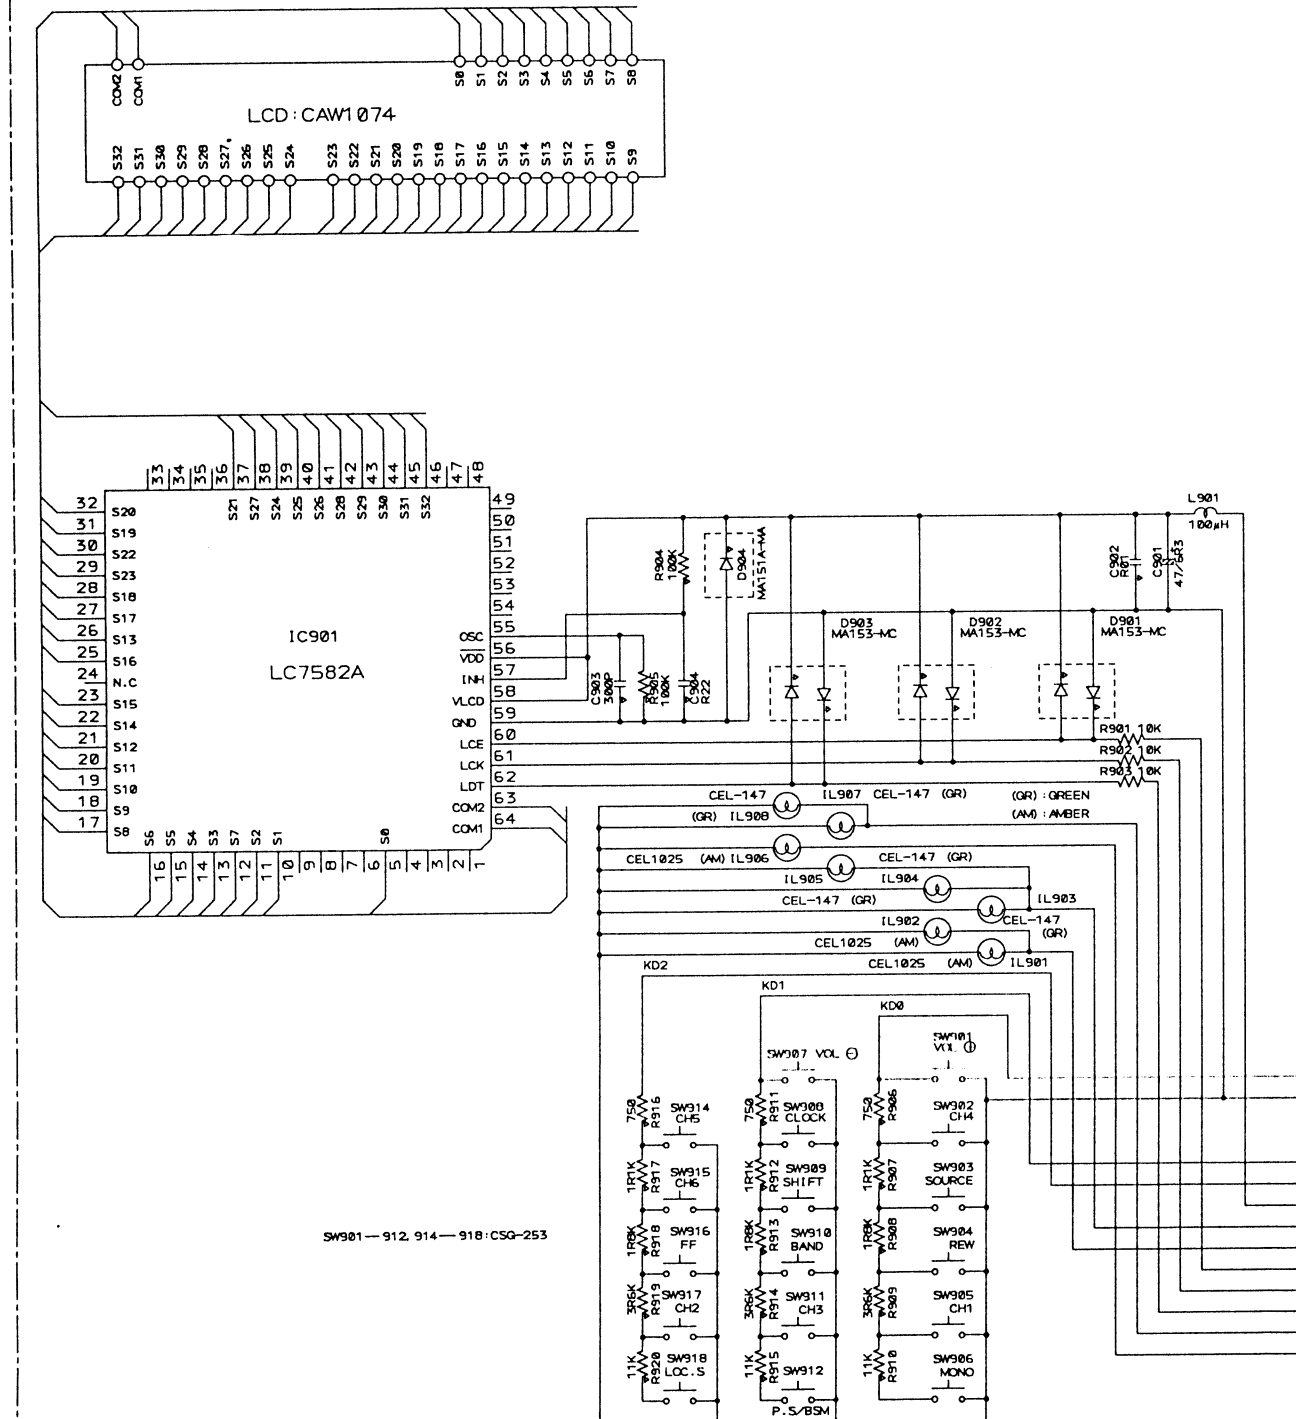 COM2 COM1 S0 S1 S2 S3 S4 S5 S6 S7 S8
LCD:CAW1074
S32 S31 S30 S29 S28 S27. S26 S25 S24 S23 S22 S21 S20 S19 S18 S17 S16 S15 S14 S13 S12 S11 S10 S9
33 34 35 36 37 38 39 40 41 42 43 44 45 46 47 48
S21 S27 S24 S25 S26 S28 S29 S30 S31 S32
32 S20
31 S19
30 S22
29 S23
28 S18
27 S17
26 S13
25 S16
24 N.C
23 S15
22 S14
21 S12
20 S11
19 S10
18 S9
17 S8
IC901
LC7582A
49
50
51
52
53
54
OSC 55
VDD 56
INH 57
VLCD 58
GND 59
LCE 60
LCK 61
LDT 62
COM2 63
COM1 64
S6 S5 S4 S3 S7 S2 S1 S0
16 15 14 13 12 11 10 9 8 7 6 5 4 3 2 1
L901
100μH
R904
100K
D904
MA151A-MA
C902
R01
C901
47/6R3
D903
MA153-MC
D902
MA153-MC
D901
MA153-MC
C903
300P
R905
100K
C904
R22
R901 10K
R902 10K
R903 10K
CEL-147 IL907 CEL-147 (GR) (GR):GREEN
(GR) IL908 (AM):AMBER
CEL1025 (AM) IL906 CEL-147 (GR)
IL905 IL904
CEL-147 (GR) IL903
IL902 CEL-147
CEL1025 (AM) (GR)
CEL1025 (AM) IL901
KD2
KD1
KD0
SW907 VOL ⊖
SW901
VOL ⊕
750
R916
SW914
CH5
750
R911
SW908
CLOCK
750
R906
SW902
CH4
1R1K
R917
SW915
CH6
1R1K
R912
SW909
SHIFT
1R1K
R907
SW903
SOURCE
1R8K
R918
SW916
FF
1R8K
R913
SW910
BAND
1R8K
R908
SW904
REW
3R6K
R919
SW917
CH2
3R6K
R914
SW911
CH3
3R6K
R909
SW905
CH1
11K
R920
SW918
LOC.S
11K
R915
SW912
P.S/BSM
11K
R910
SW906
MONO
SW901—912, 914—918:CSG-253